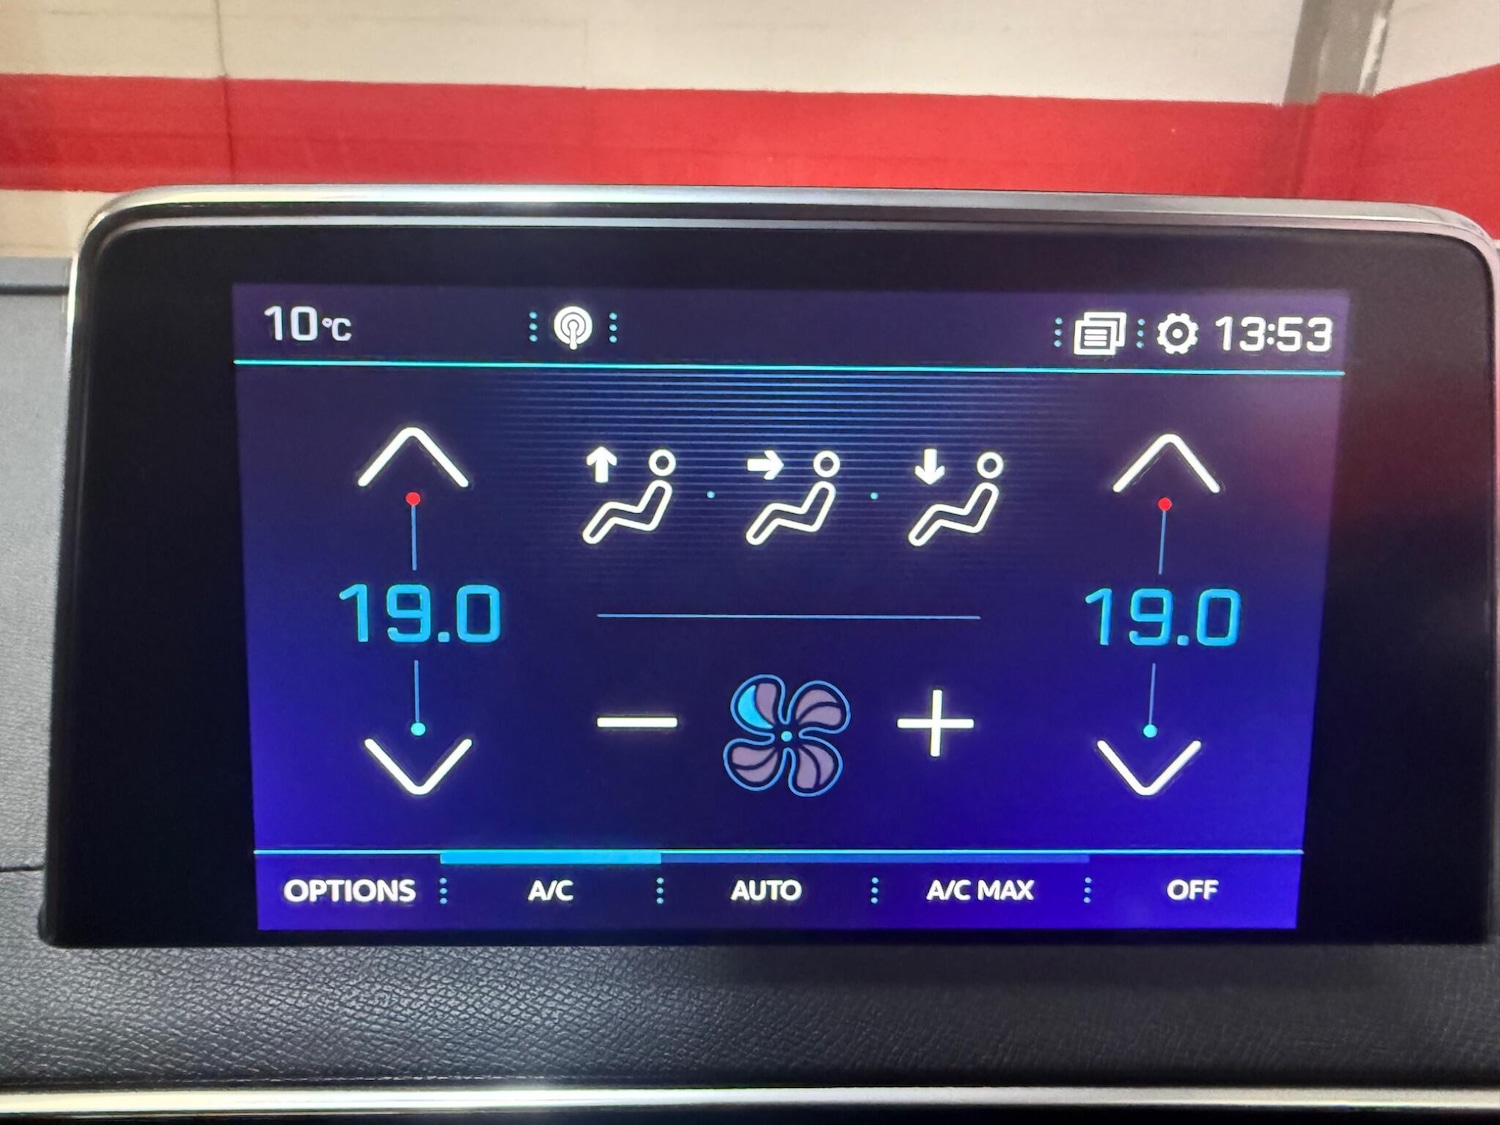 10°C 13:53
19.0 19.0
OPTIONS A/C AUTO A/C MAX OFF